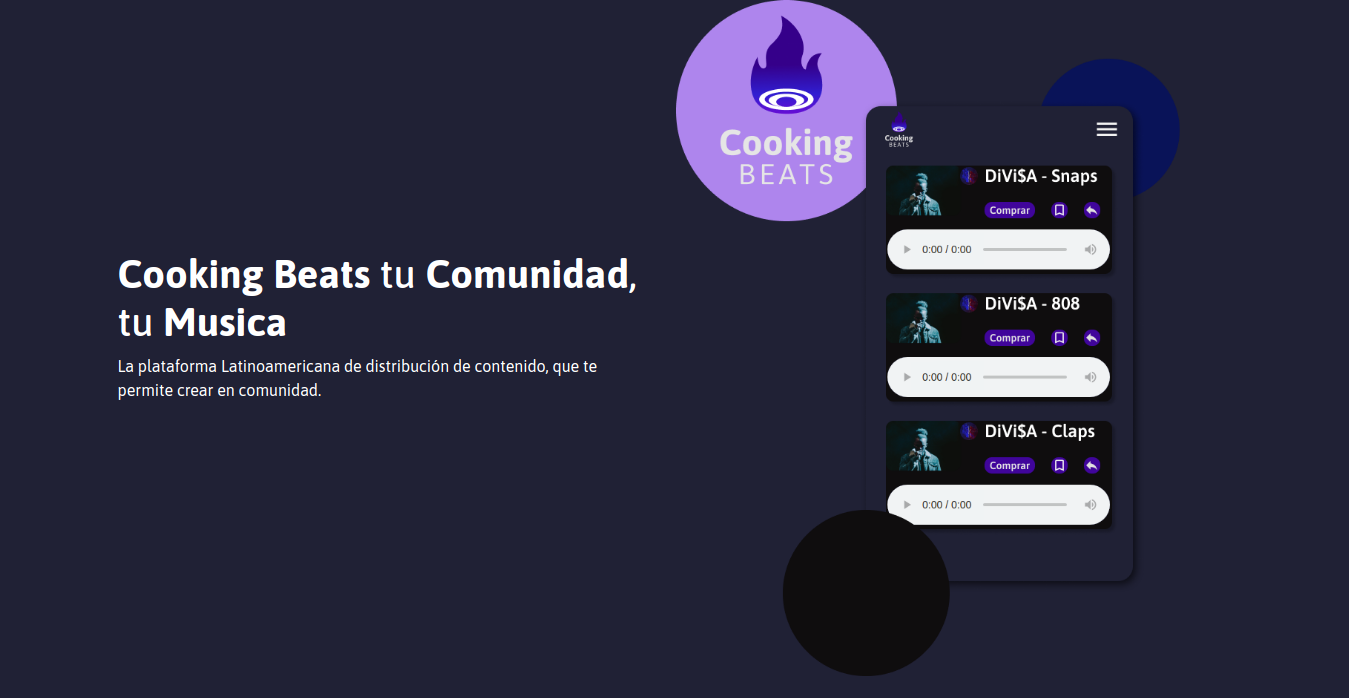 Cooking
BEATS
Cooking
BEATS
DiVi$A - Snaps
Comprar
0:00 / 0:00
Cooking Beats tu Comunidad,
tu Musica
La plataforma Latinoamericana de distribución de contenido, que te
permite crear en comunidad.
DiVi$A - 808
Comprar
0:00 / 0:00
DiVi$A - Claps
Comprar
0:00 / 0:00